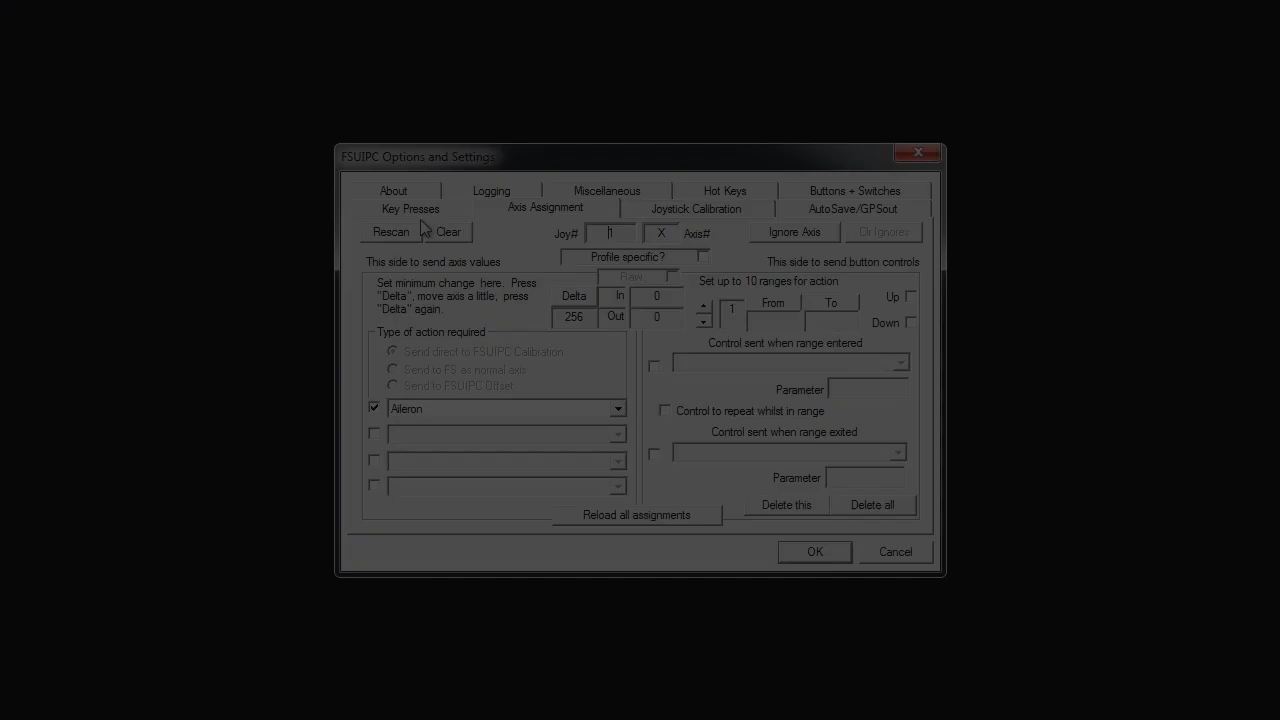 FSUIPC Options and Settings
About Logging Miscellaneous Hot Keys Buttons + Switches
Key Presses Axis Assignment Joystick Calibration AutoSave/GPSout
Rescan Clear Joy# 1 X Axis# Ignore Axis Clr Ignores
Profile specific?
This side to send axis values This side to send button controls
Raw
Set minimum change here. Press "Delta", move axis a little, press "Delta" again.
Delta In 0
256 Out 0
Set up to 10 ranges for action
1 From To Up
Down
Type of action required
Send direct to FSUIPC Calibration
Send to FS as normal axis
Send to FSUIPC Offset
Aileron
Control sent when range entered
Parameter
Control to repeat whilst in range
Control sent when range exited
Parameter
Delete this Delete all
Reload all assignments
OK Cancel